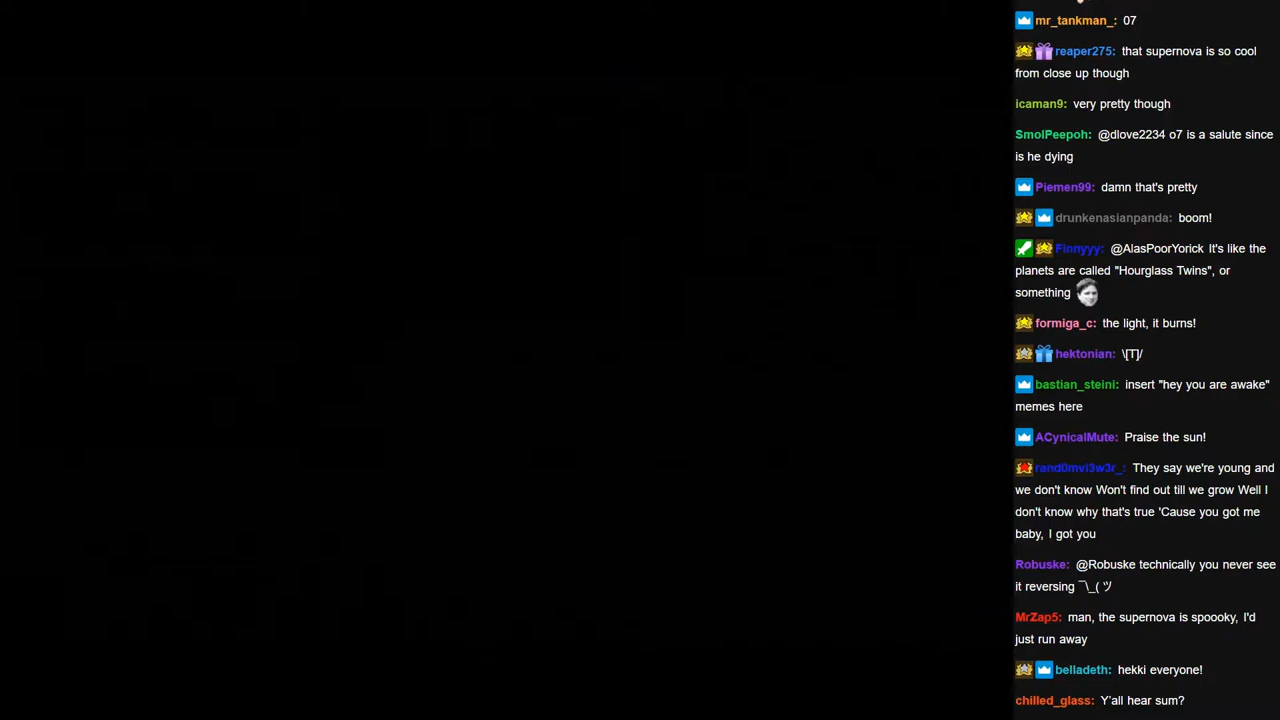 mr_tankman_: 07
reaper275: that supernova is so cool
from close up though
icaman9: very pretty though
SmolPeepoh: @dlove2234 o7 is a salute since
is he dying
Piemen99: damn that's pretty
drunkenasianpanda: boom!
Finnyyy: @AlasPoorYorick It's like the
planets are called "Hourglass Twins", or
something
formiga_c: the light, it burns!
hektonian: \[T]/
bastian_steini: insert "hey you are awake"
memes here
ACynicalMute: Praise the sun!
rand0mvi3w3r_: They say we're young and
we don't know Won't find out till we grow Well I
don't know why that's true 'Cause you got me
baby, I got you
Robuske: @Robuske technically you never see
it reversing ¯\_( ツ
MrZap5: man, the supernova is spoooky, I'd
just run away
belladeth: hekki everyone!
chilled_glass: Y'all hear sum?